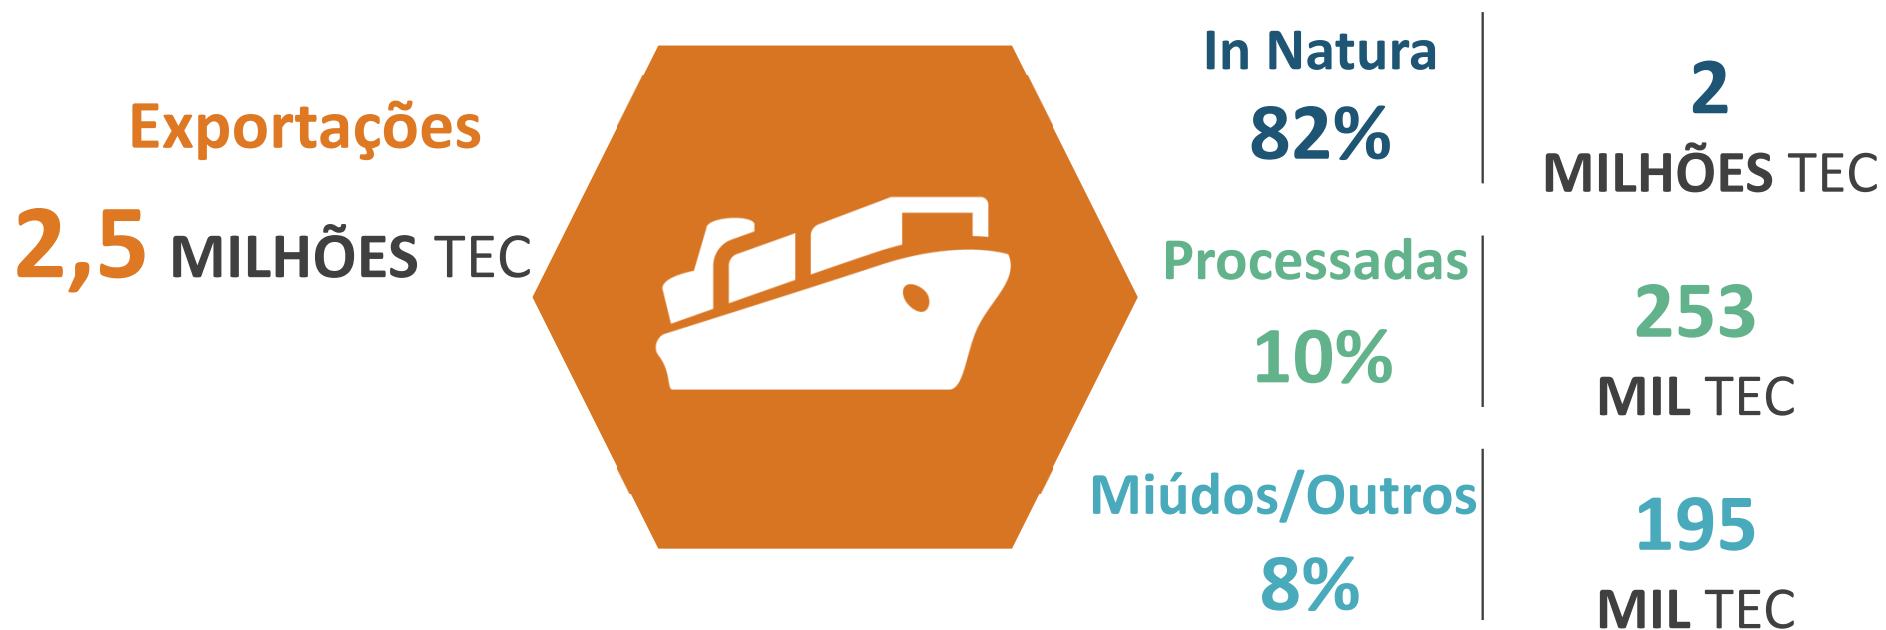 Exportações
2,5 MILHÕES TEC
In Natura
82%
2
MILHÕES TEC
Processadas
10%
253
MIL TEC
Miúdos/Outros
8%
195
MIL TEC